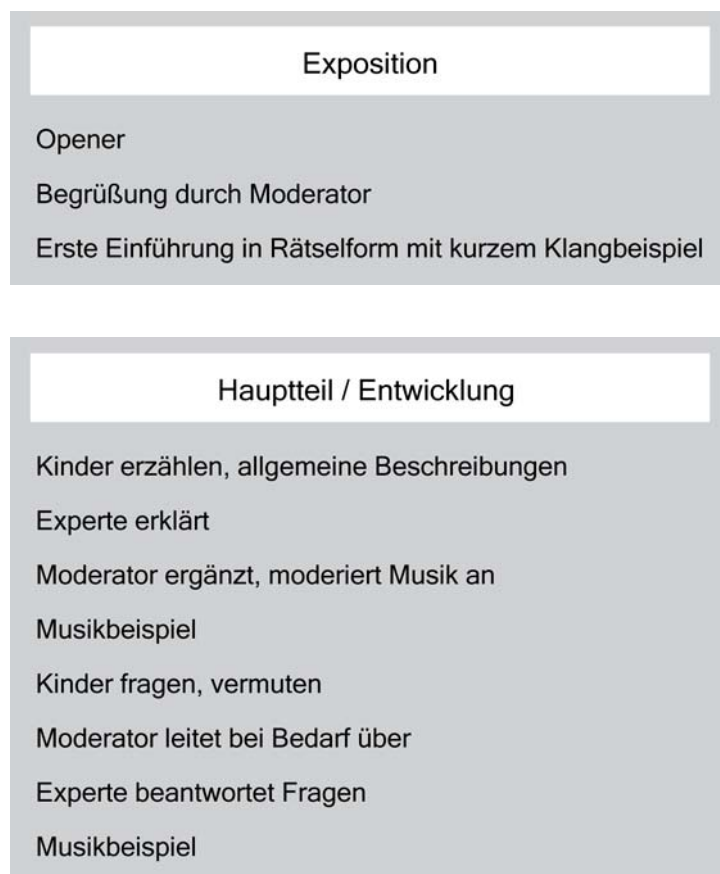 Exposition
Opener
Begrüßung durch Moderator
Erste Einführung in Rätselform mit kurzem Klangbeispiel
Hauptteil / Entwicklung
Kinder erzählen, allgemeine Beschreibungen
Experte erklärt
Moderator ergänzt, moderiert Musik an
Musikbeispiel
Kinder fragen, vermuten
Moderator leitet bei Bedarf über
Experte beantwortet Fragen
Musikbeispiel